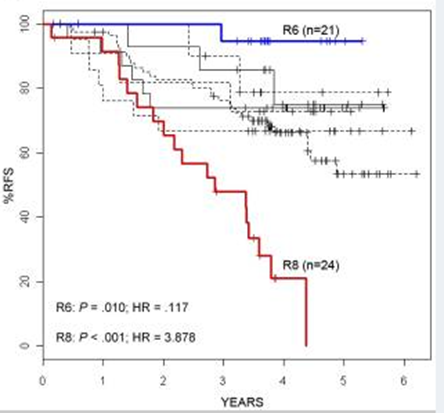 100
80
60
40
20
0
%RFS
R6 (n=21)
R8 (n=24)
R6: P = .010; HR = .117
R8: P < .001; HR = 3.878
0 1 2 3 4 5 6
YEARS